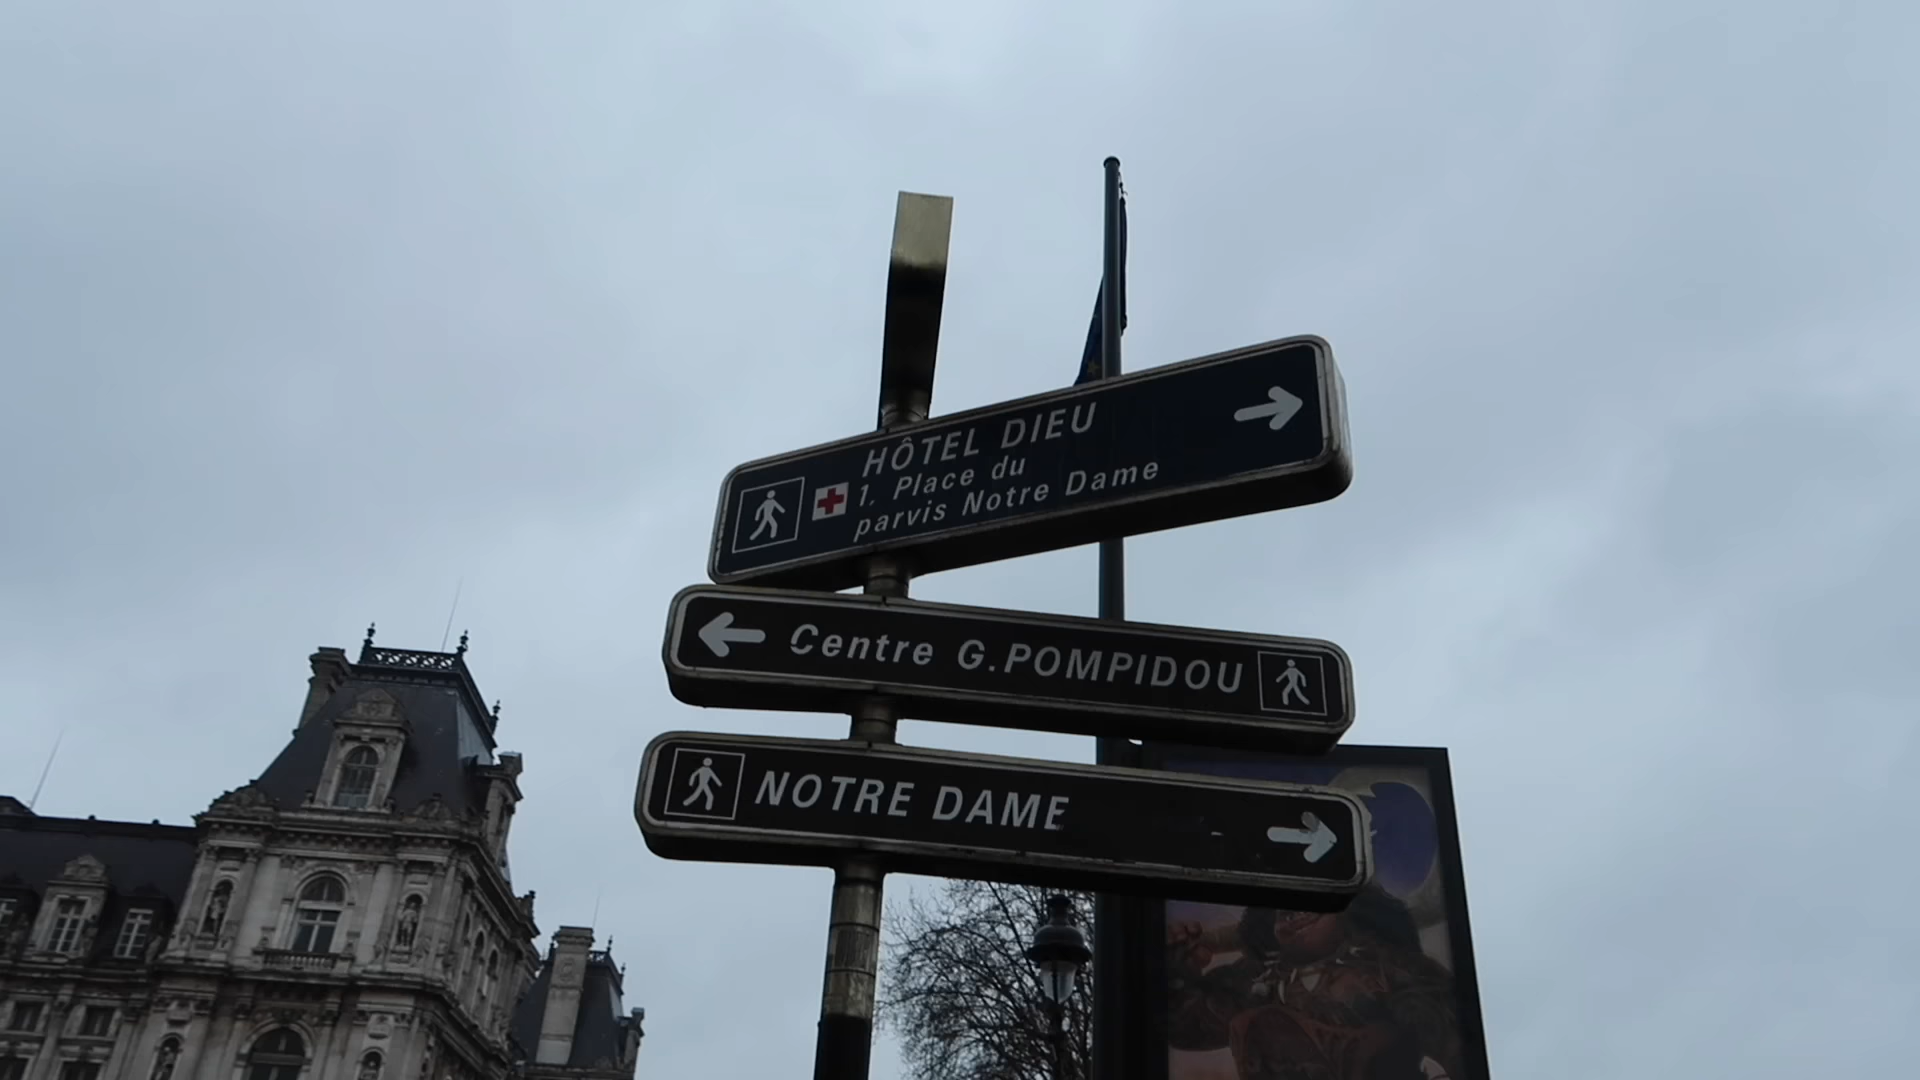 HÔTEL DIEU
1, Place du
parvis Notre Dame
Centre G.POMPIDOU
NOTRE DAME